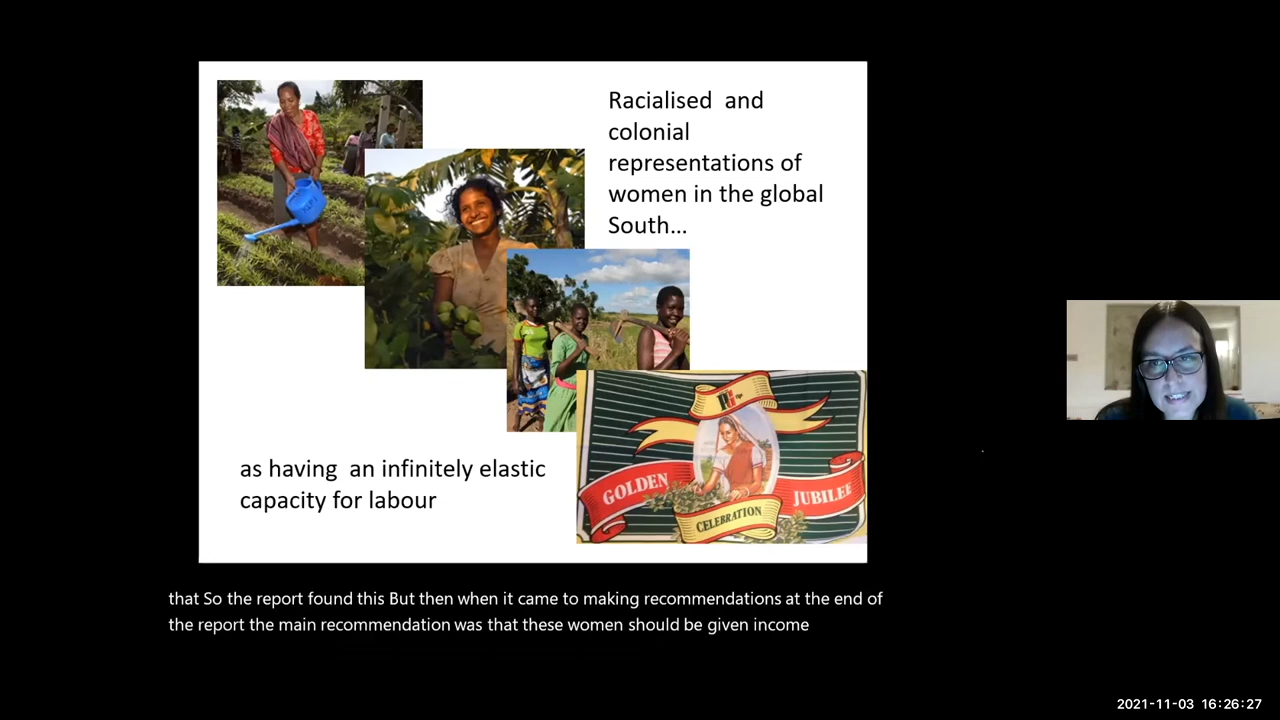 Racialised and
colonial
representations of
women in the global
South...
as having an infinitely elastic
capacity for labour
GOLDEN
JUBILEE
CELEBRATION
that So the report found this But then when it came to making recommendations at the end of
the report the main recommendation was that these women should be given income
2021-11-03 16:26:27